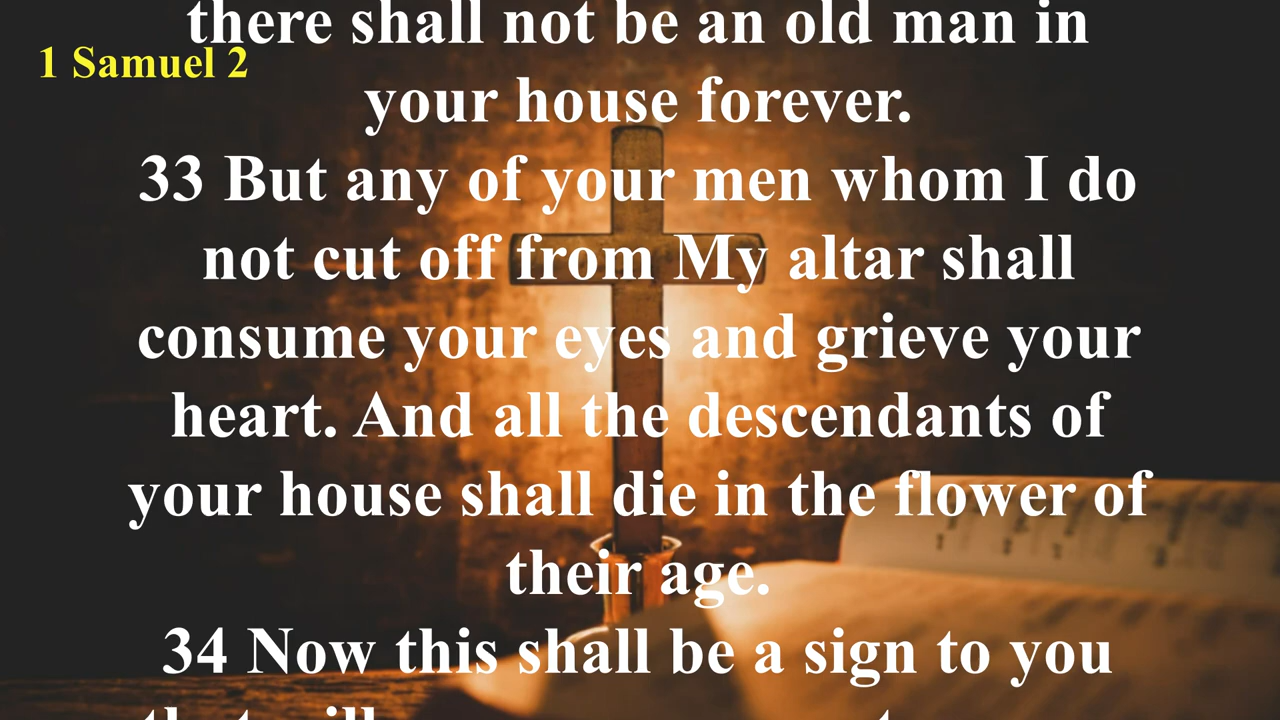 there shall not be an old man in
1 Samuel 2
your house forever.
33 But any of your men whom I do
not cut off from My altar shall
consume your eyes and grieve your
heart. And all the descendants of
your house shall die in the flower of
their age.
34 Now this shall be a sign to you